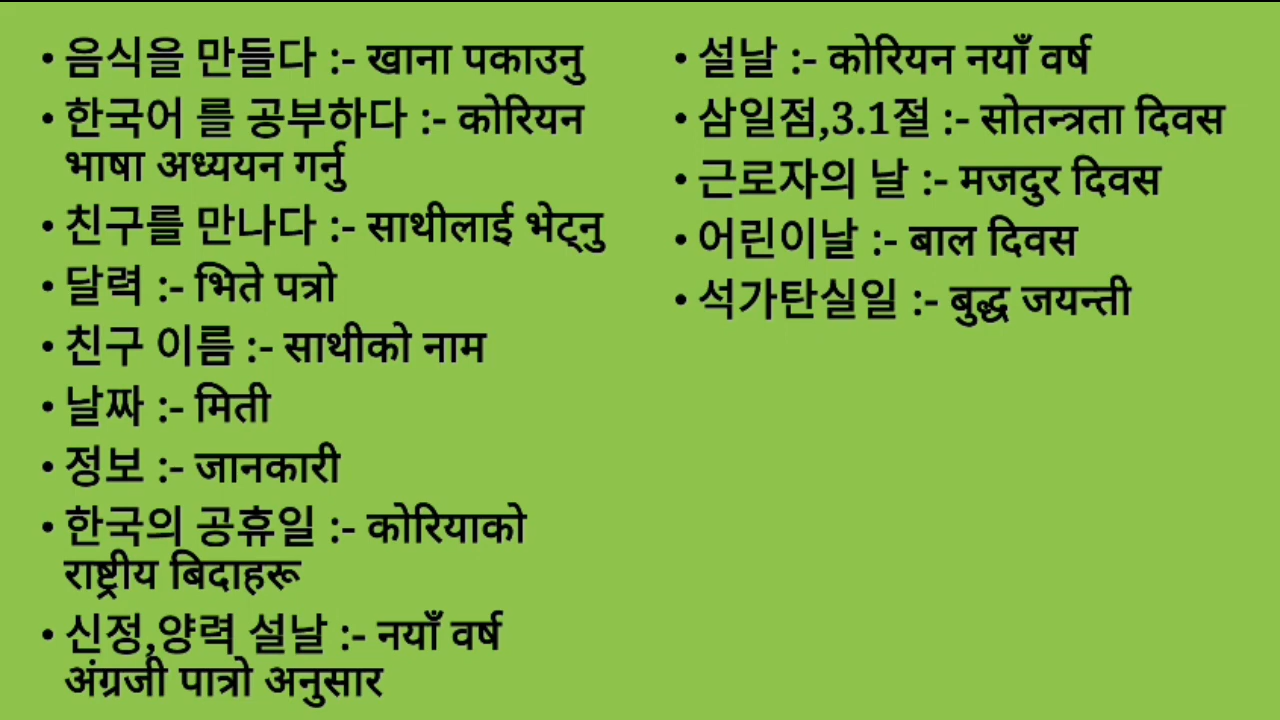 • 음식을 만들다 :- खाना पकाउनु
• 한국어 를 공부하다 :- कोरियन
भाषा अध्ययन गर्नु
• 친구를 만나다 :- साथीलाई भेट्नु
• 달력 :- भित्ते पत्रो
• 친구 이름 :- साथीको नाम
• 날짜 :- मिती
• 정보 :- जानकारी
• 한국의 공휴일 :- कोरियाको
राष्ट्रीय बिदाहरू
• 신정,양력 설날 :- नयाँ वर्ष
अंग्रजी पात्रो अनुसार
• 설날 :- कोरियन नयाँ वर्ष
• 삼일점,3.1절 :- सोतन्त्रता दिवस
• 근로자의 날 :- मजदुर दिवस
• 어린이날 :- बाल दिवस
• 석가탄실일 :- बुद्ध जयन्ती